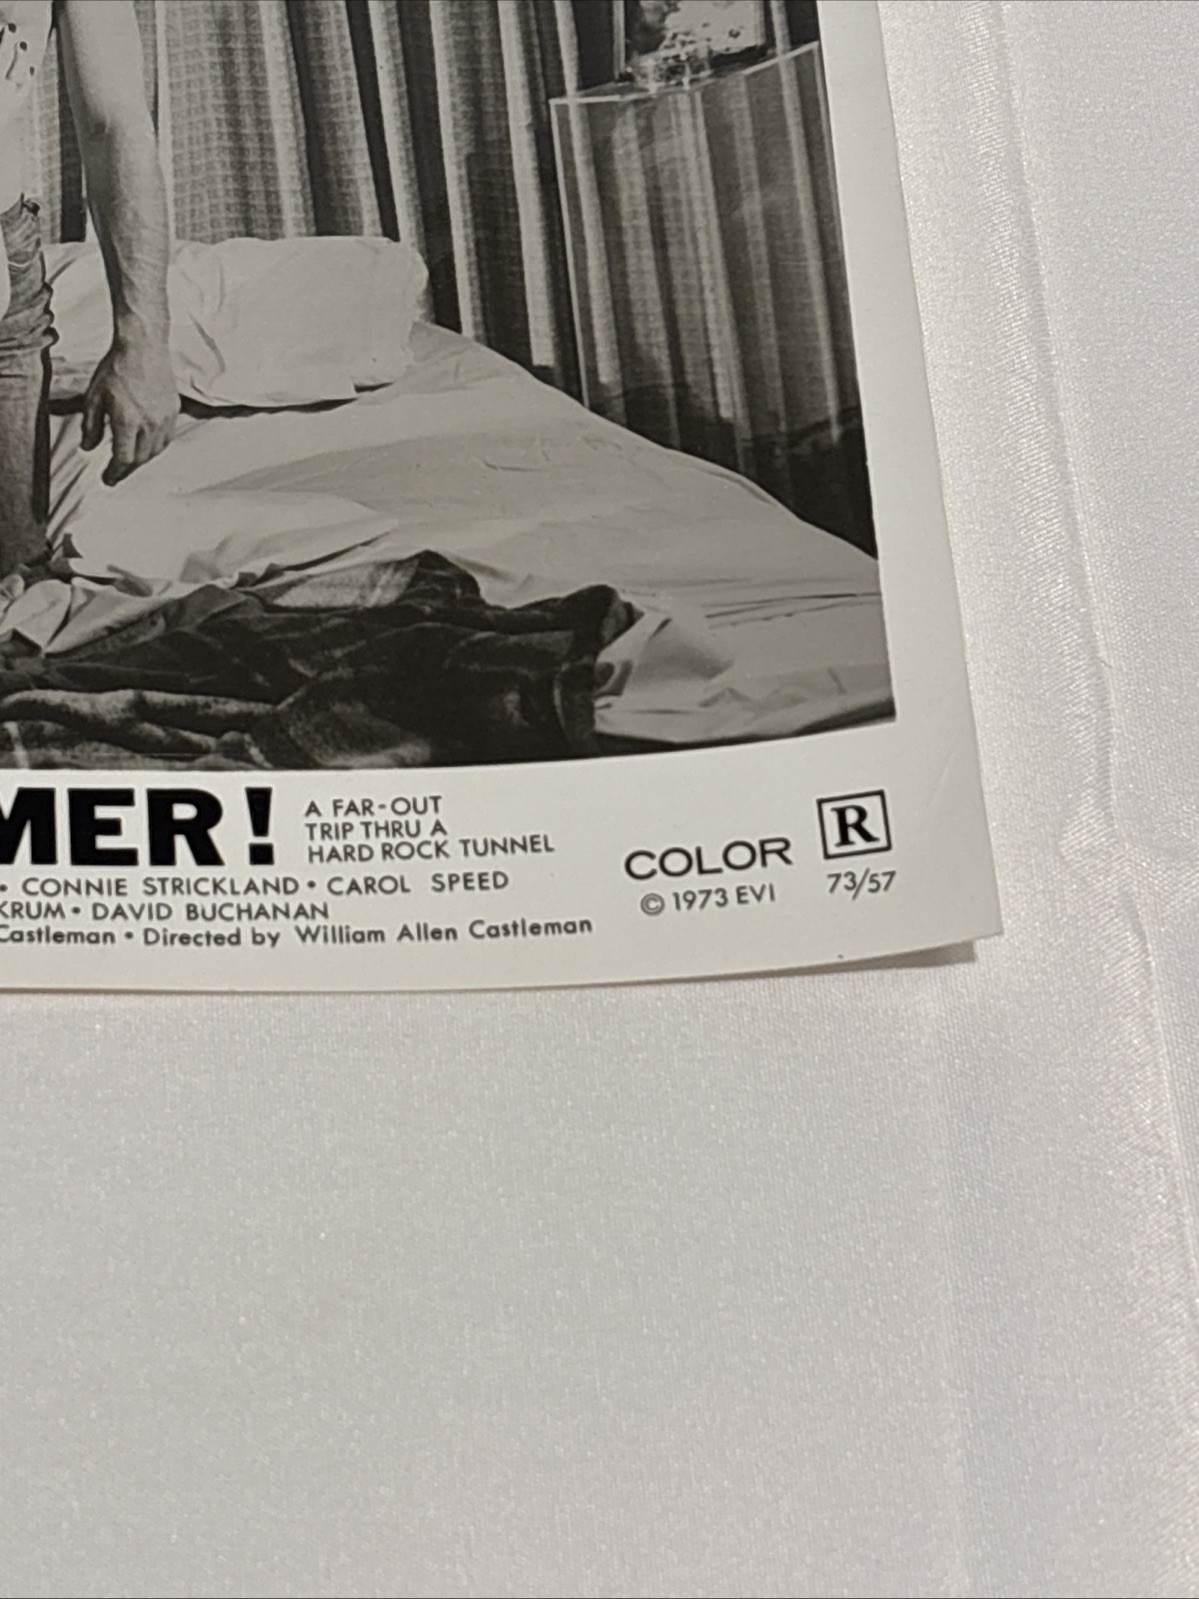 MER!
A FAR-OUT
TRIP THRU A
HARD ROCK TUNNEL
• CONNIE STRICKLAND • CAROL SPEED
KRUM • DAVID BUCHANAN
Castleman • Directed by William Allen Castleman
COLOR
© 1973 EVI
R
73/57